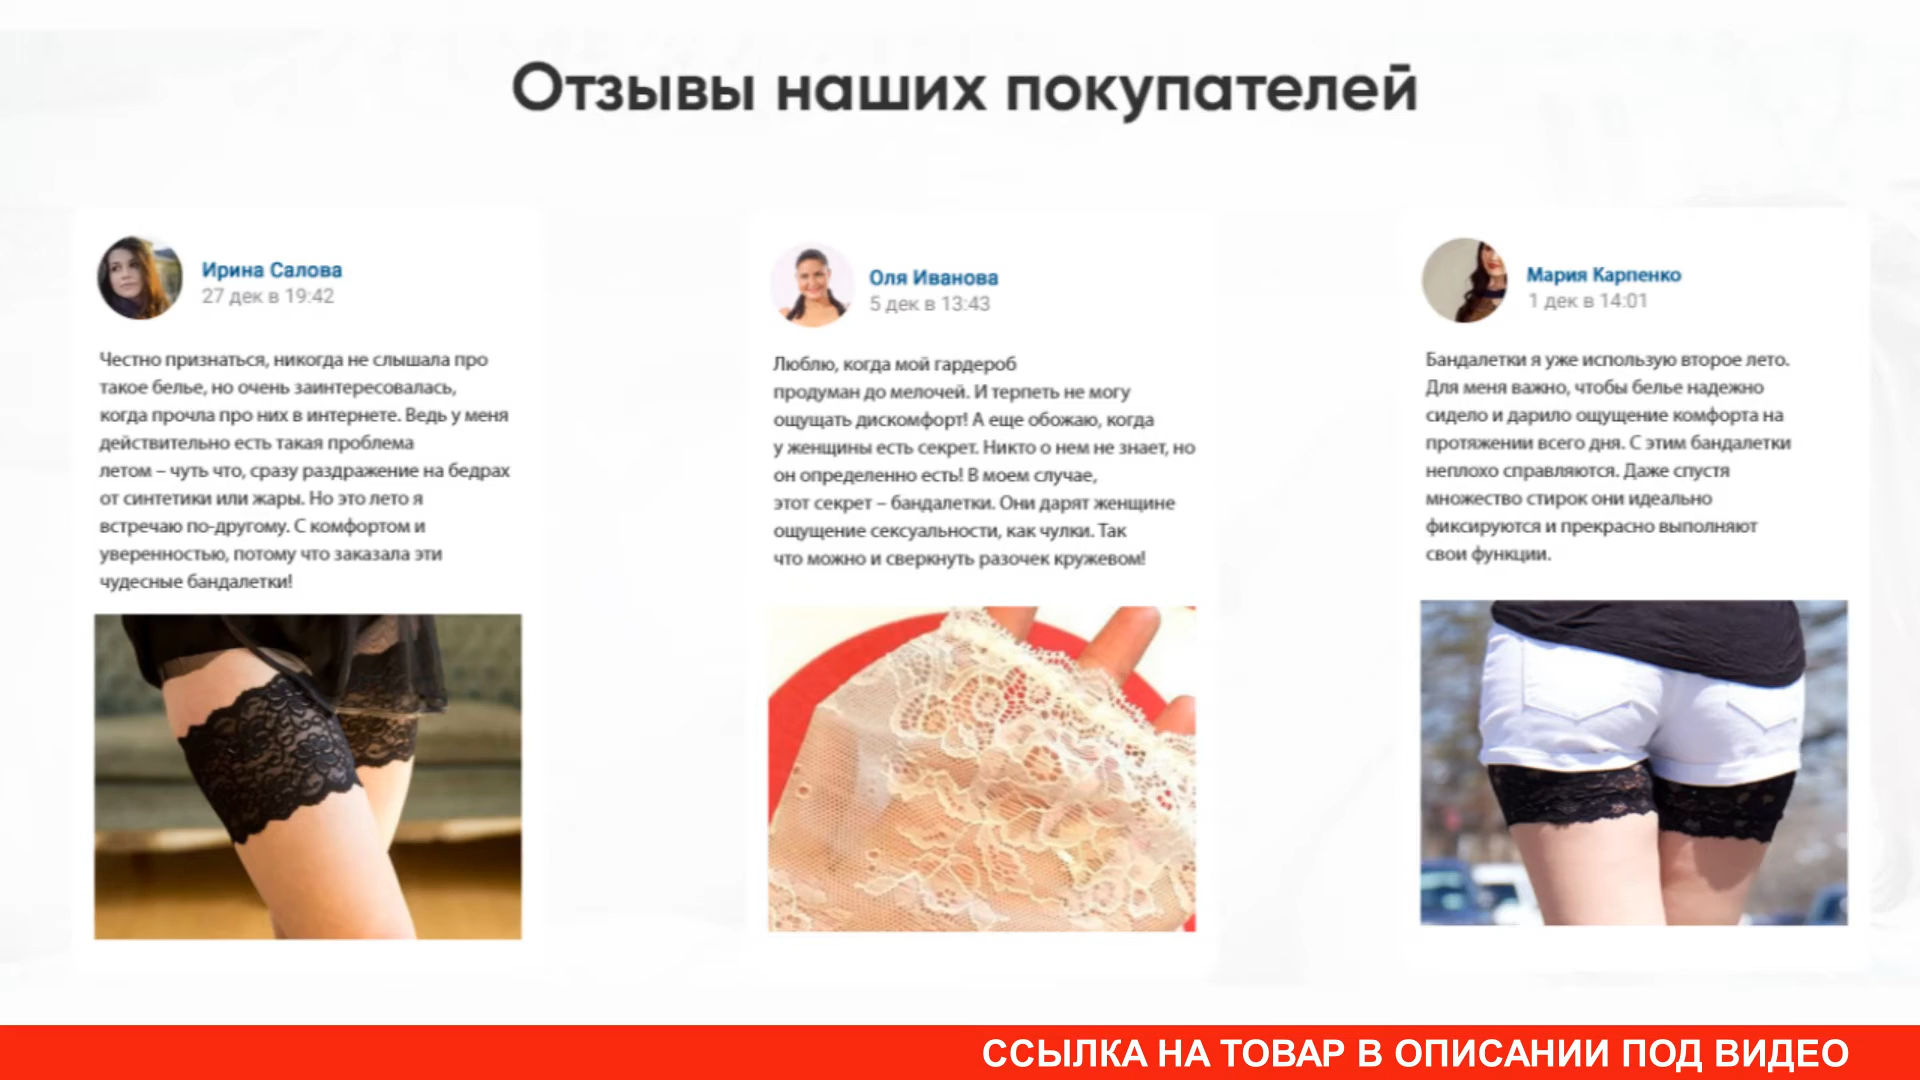 Отзывы наших покупателей
Ирина Салова
27 дек в 19:42
Честно признаться, никогда не слышала про
такое белье, но очень заинтересовалась,
когда прочла про них в интернете. Ведь у меня
действительно есть такая проблема
летом – чуть что, сразу раздражение на бедрах
от синтетики или жары. Но это лето я
встречаю по-другому. С комфортом и
уверенностью, потому что заказала эти
чудесные бандалетки!
Оля Иванова
5 дек в 13:43
Люблю, когда мой гардероб
продуман до мелочей. И терпеть не могу
ощущать дискомфорт! А еще обожаю, когда
у женщины есть секрет. Никто о нем не знает, но
он определенно есть! В моем случае,
этот секрет – бандалетки. Они дарят женщине
ощущение сексуальности, как чулки. Так
что можно и сверкнуть разочек кружевом!
Мария Карпенко
1 дек в 14:01
Бандалетки я уже использую второе лето.
Для меня важно, чтобы белье надежно
сидело и дарило ощущение комфорта на
протяжении всего дня. С этим бандалетки
неплохо справляются. Даже спустя
множество стирок они идеально
фиксируются и прекрасно выполняют
свои функции.
ССЫЛКА НА ТОВАР В ОПИСАНИИ ПОД ВИДЕО